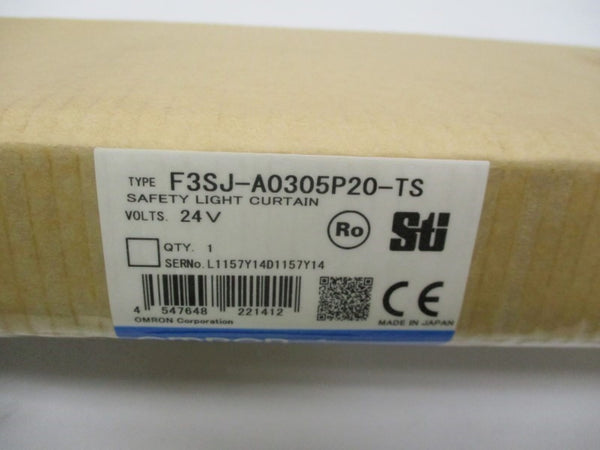 TYPE F3SJ-A0305P20-TS
SAFETY LIGHT CURTAIN
VOLTS. 24V
Ro Sti
QTY. 1
SERNo.L1157Y14D1157Y14
4 547648 221412
CE
OMRON Corporation
MADE IN JAPAN
OMRON